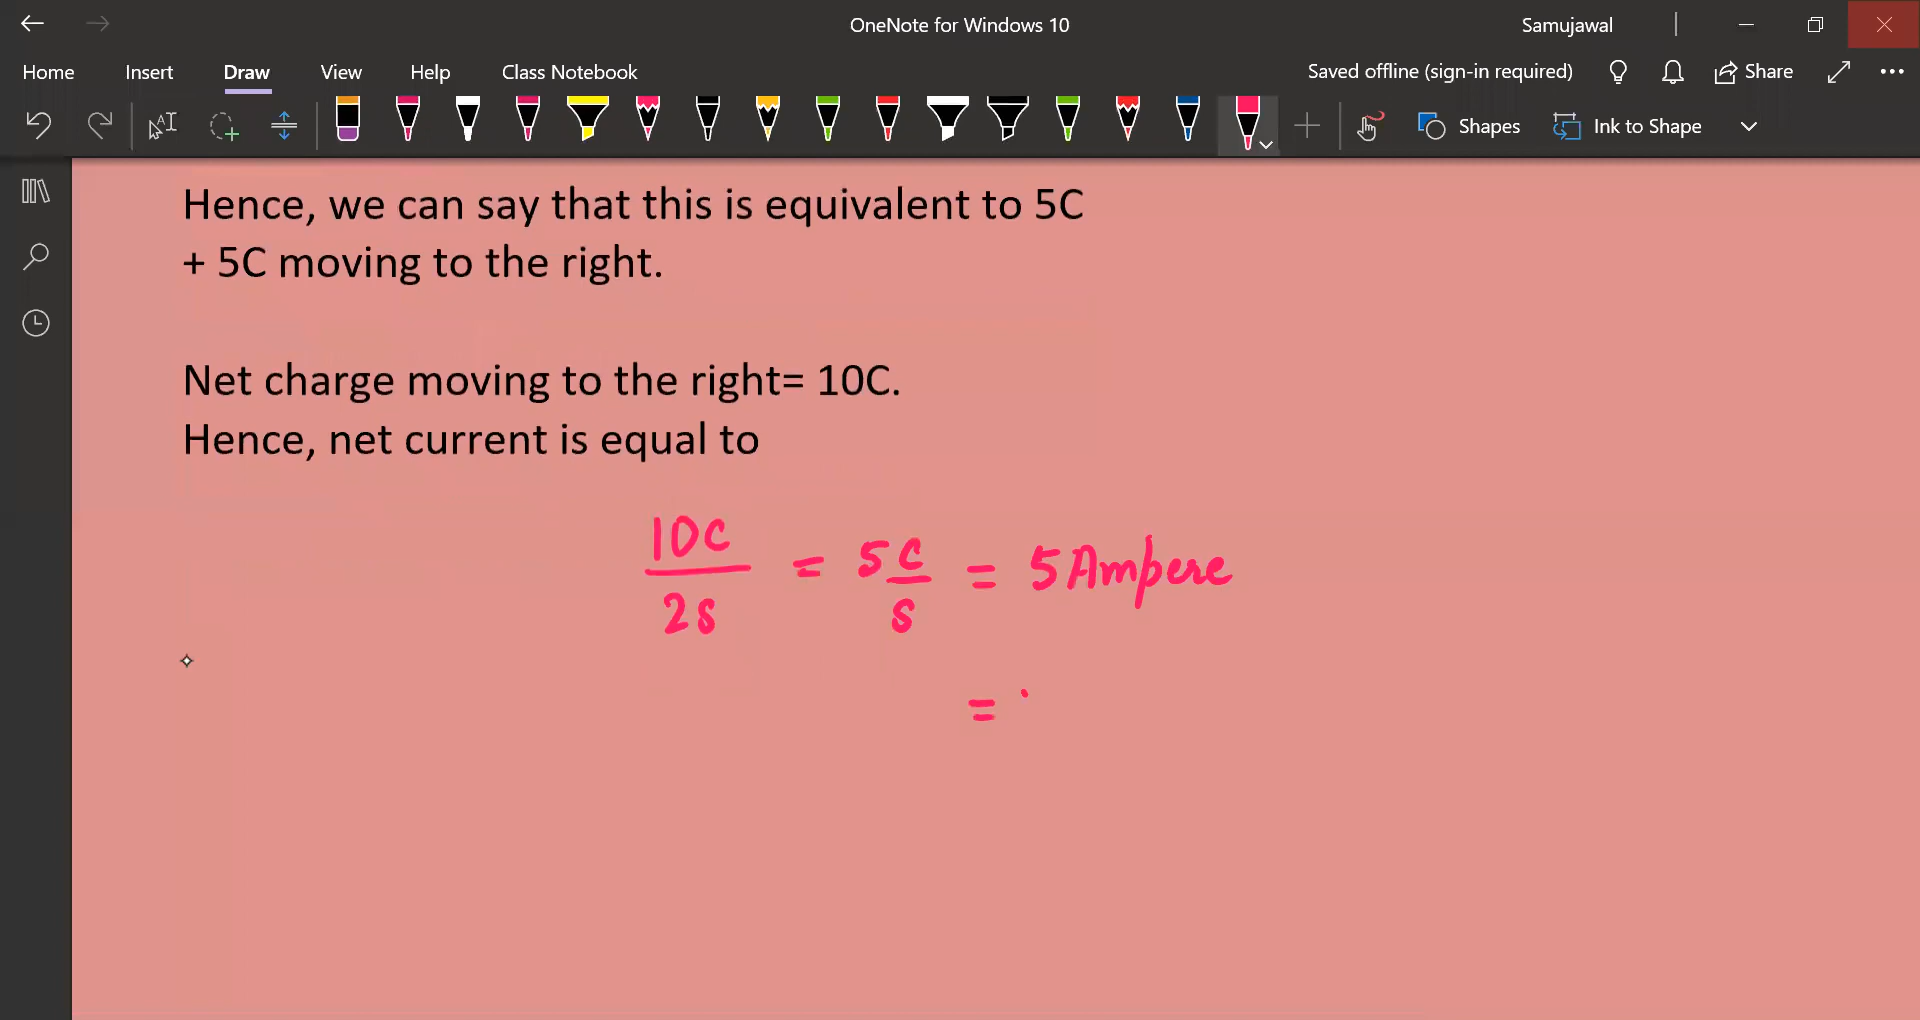 OneNote for Windows 10
Samujawal
Home Insert Draw View Help Class Notebook
Saved offline (sign-in required) Share
Shapes Ink to Shape
Hence, we can say that this is equivalent to 5C
+ 5C moving to the right.
Net charge moving to the right= 10C.
Hence, net current is equal to
10C/2s = 5C/s = 5 Ampere
=